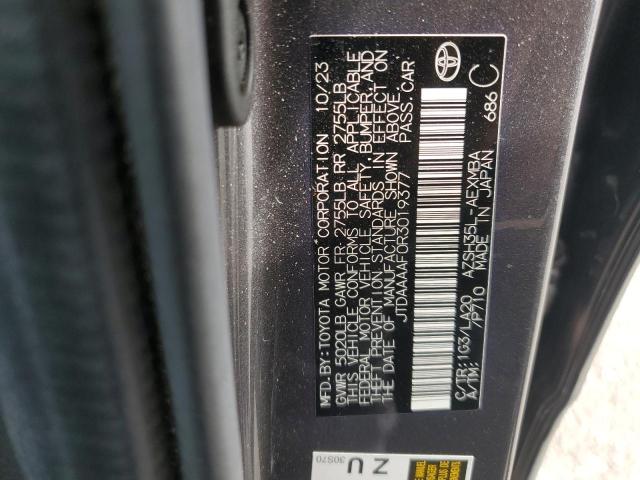 MFD.BY:TOYOTA MOTOR CORPORATION 10/23
GVWR 5020LB GAWR FR 2755LB RR 2755LB
THIS VEHICLE CONFORMS TO ALL APPLICABLE
FEDERAL MOTOR VEHICLE SAFETY, BUMPER, AND
THEFT PREVENTION STANDARDS IN EFFECT ON
THE DATE OF MANUFACTURE SHOWN ABOVE.
JTDAAAAF0R3019377 PASS.CAR
C/TR:1G3/LA20 AZSH35L-AEXMBA
A/TM: /P710 MADE IN JAPAN 686 C
30S70
Z U